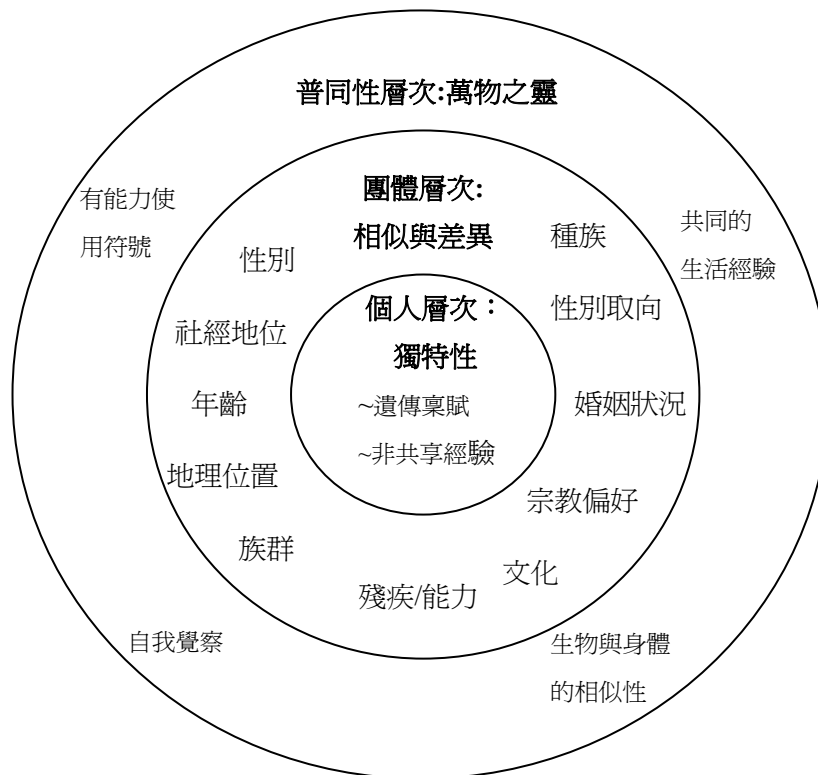 普同性層次:萬物之靈
團體層次:
相似與差異
有能力使
用符號
共同的
生活經驗
種族
性別
個人層次：
獨特性
性別取向
社經地位
年齡
~遺傳稟賦
婚姻狀況
~非共享經驗
地理位置
宗教偏好
族群
文化
殘疾/能力
自我覺察
生物與身體
的相似性